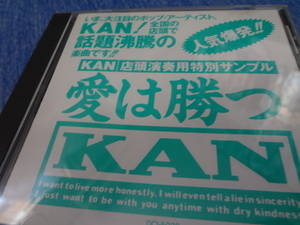 いま、大注目のポップ・アーティスト、
KAN! 全国の店頭で
話題沸騰の
楽曲です!!
人気爆発!!
KAN 店頭演奏用特別サンプル
愛は勝つ
KAN
I want to live more honestly. I will even tell a lie in sincerity
I just want to be with you anytime with dry kindness